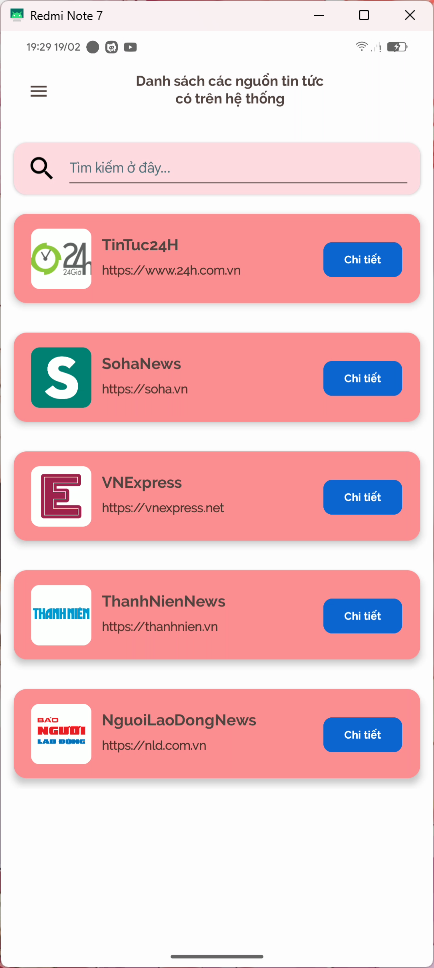 Redmi Note 7
19:29 19/02
Danh sách các nguồn tin tức
có trên hệ thống
Tìm kiếm ở đây...
24h
24Giờ
TinTuc24H
https://www.24h.com.vn
Chi tiết
S
SohaNews
https://soha.vn
Chi tiết
E
VNExpress
https://vnexpress.net
Chi tiết
THANH NIÊN
ThanhNienNews
https://thanhnien.vn
Chi tiết
BÁO
NGƯỜI
LAO ĐỘNG
NguoiLaoDongNews
https://nld.com.vn
Chi tiết